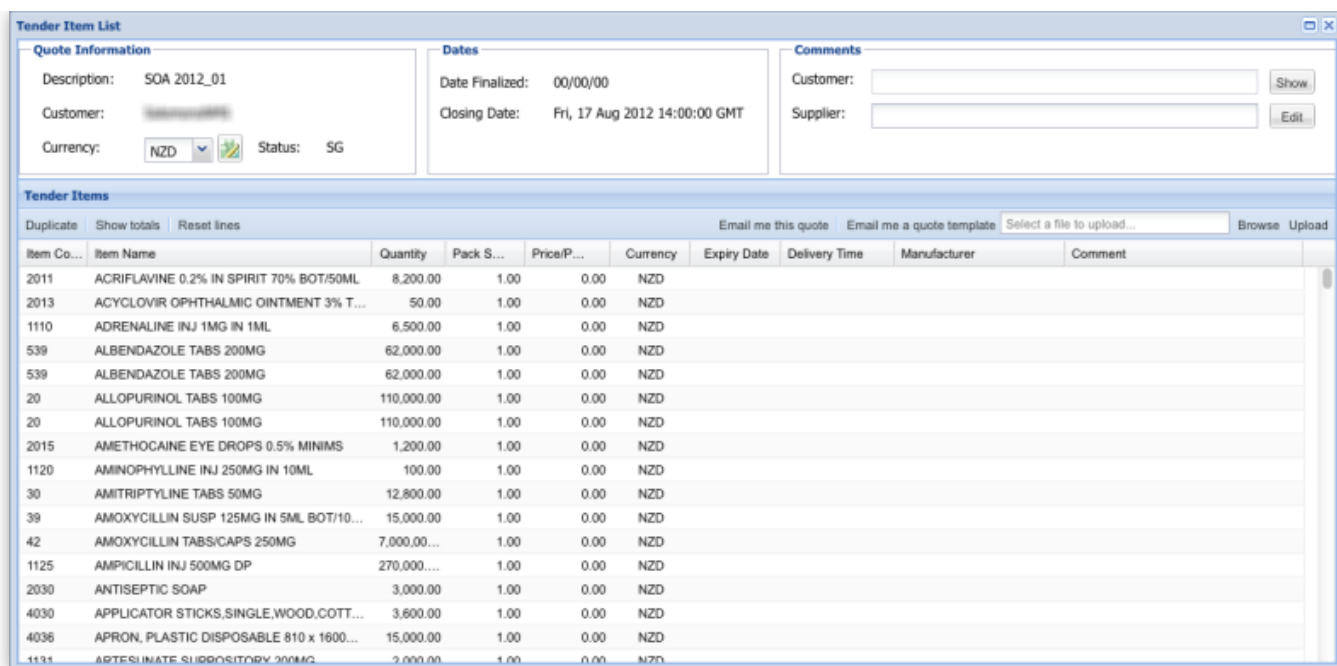 Tender Item List
Quote Information
Description: SOA 2012_01
Customer:
Currency: NZD Status: SG
Dates
Date Finalized: 00/00/00
Closing Date: Fri, 17 Aug 2012 14:00:00 GMT
Comments
Customer: Show
Supplier: Edit
Tender Items
Duplicate Show totals Reset lines Email me this quote Email me a quote template Select a file to upload... Browse Upload
Item Co... Item Name Quantity Pack S... Price/P... Currency Expiry Date Delivery Time Manufacturer Comment
2011 ACRIFLAVINE 0.2% IN SPIRIT 70% BOT/50ML 8,200.00 1.00 0.00 NZD
2013 ACYCLOVIR OPHTHALMIC OINTMENT 3% T... 50.00 1.00 0.00 NZD
1110 ADRENALINE INJ 1MG IN 1ML 6,500.00 1.00 0.00 NZD
539 ALBENDAZOLE TABS 200MG 62,000.00 1.00 0.00 NZD
539 ALBENDAZOLE TABS 200MG 62,000.00 1.00 0.00 NZD
20 ALLOPURINOL TABS 100MG 110,000.00 1.00 0.00 NZD
20 ALLOPURINOL TABS 100MG 110,000.00 1.00 0.00 NZD
2015 AMETHOCAINE EYE DROPS 0.5% MINIMS 1,200.00 1.00 0.00 NZD
1120 AMINOPHYLLINE INJ 250MG IN 10ML 100.00 1.00 0.00 NZD
30 AMITRIPTYLINE TABS 50MG 12,800.00 1.00 0.00 NZD
39 AMOXYCILLIN SUSP 125MG IN 5ML BOT/10... 15,000.00 1.00 0.00 NZD
42 AMOXYCILLIN TABS/CAPS 250MG 7,000,00... 1.00 0.00 NZD
1125 AMPICILLIN INJ 500MG DP 270,000.... 1.00 0.00 NZD
2030 ANTISEPTIC SOAP 3,000.00 1.00 0.00 NZD
4030 APPLICATOR STICKS,SINGLE,WOOD,COTT... 3,600.00 1.00 0.00 NZD
4036 APRON, PLASTIC DISPOSABLE 810 x 1600... 15,000.00 1.00 0.00 NZD
1131 ARTESUNATE SUPPOSITORY 200MG 2,000.00 1.00 0.00 NZD